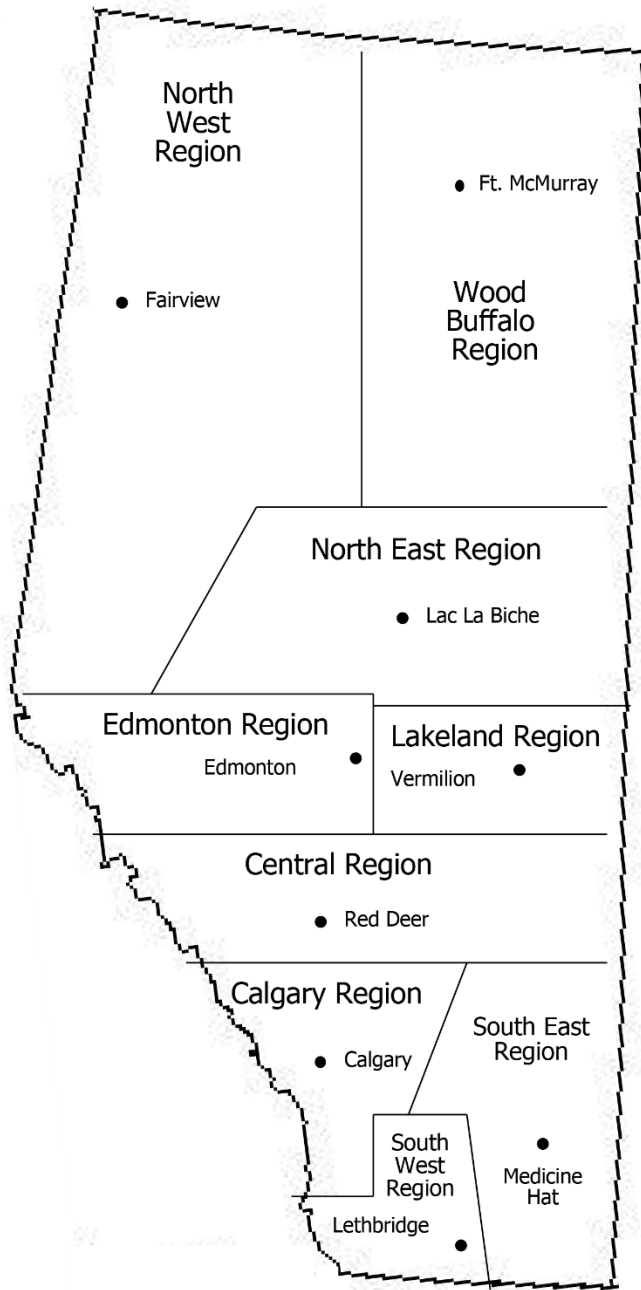 North
West
Region
Ft. McMurray
Fairview
Wood
Buffalo
Region
North East Region
Lac La Biche
Edmonton Region
Edmonton
Lakeland Region
Vermilion
Central Region
Red Deer
Calgary Region
Calgary
South East
Region
South
West
Region
Medicine
Hat
Lethbridge